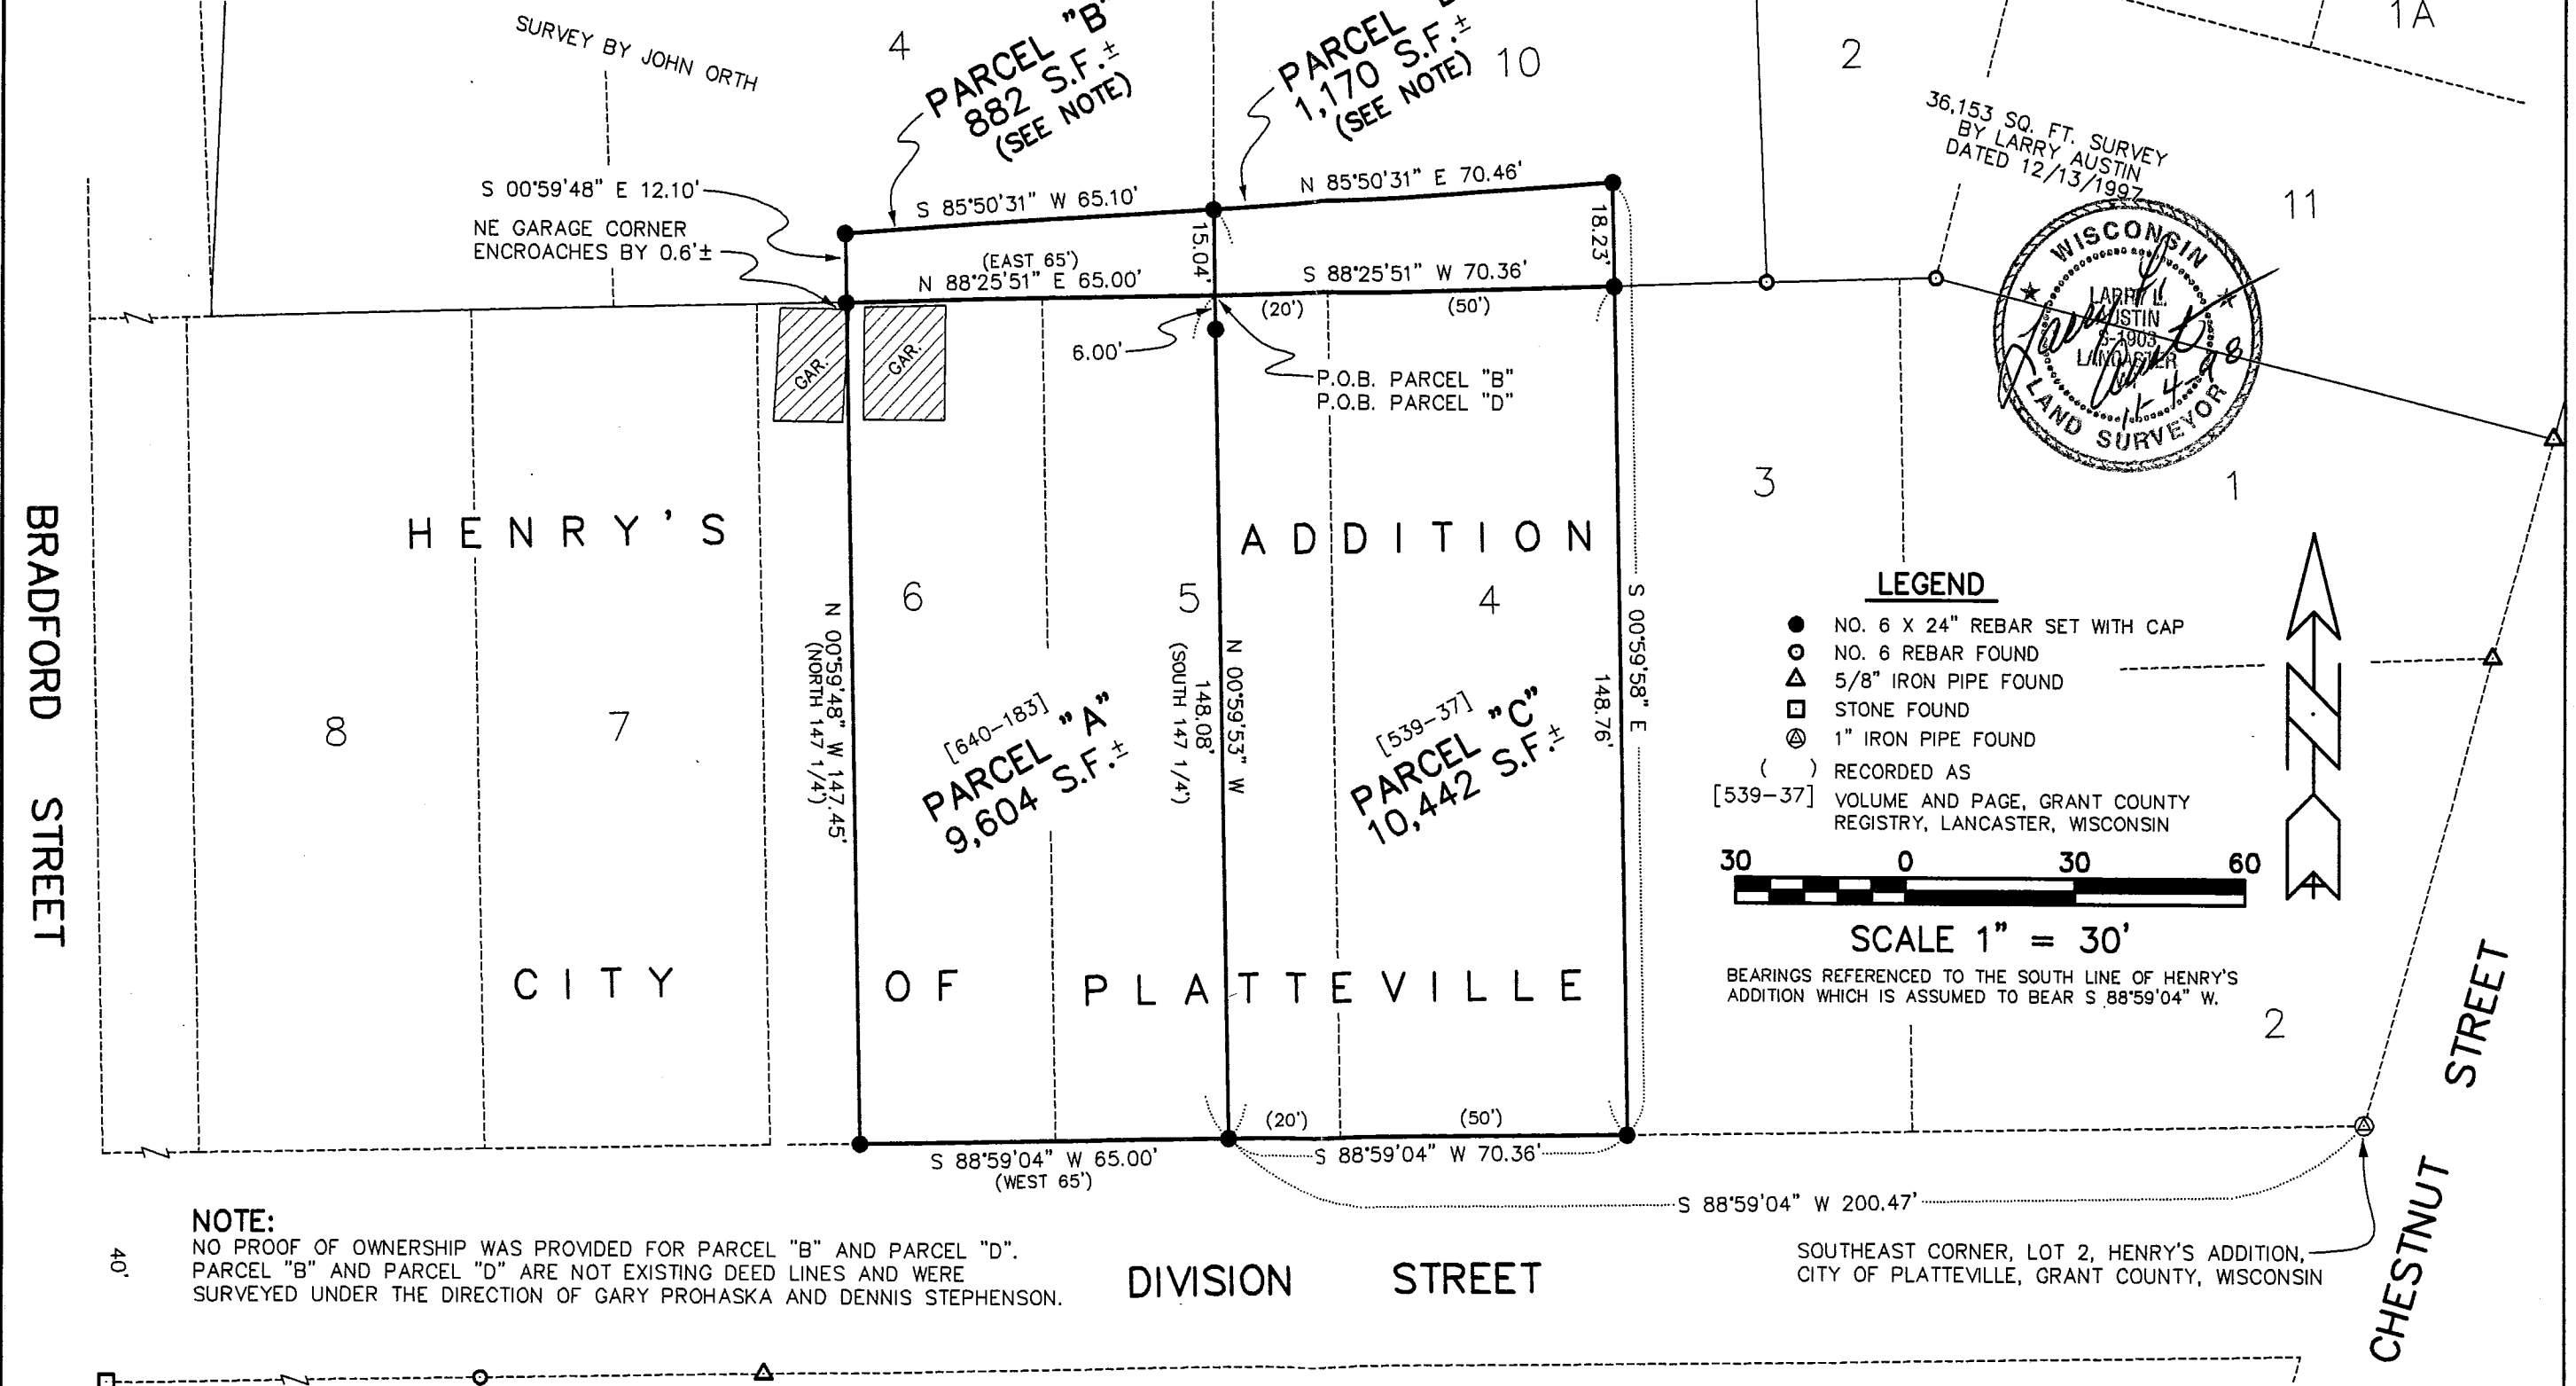 SURVEY BY JOHN ORTH
4
PARCEL "B"
882 S.F.±
(SEE NOTE)
PARCEL
1,170 S.F.±
(SEE NOTE)
10
2
1A
36,153 SQ. FT. SURVEY
BY LARRY AUSTIN
DATED 12/13/1997
11
S 00°59'48" E 12.10'
NE GARAGE CORNER
ENCROACHES BY 0.6'±
S 85°50'31" W 65.10'
N 85°50'31" E 70.46'
15.04'
18.23'
(EAST 65')
N 88°25'51" E 65.00'
S 88°25'51" W 70.36'
(20')
(50')
GAR.
GAR.
6.00'
P.O.B. PARCEL "B"
P.O.B. PARCEL "D"
WISCONSIN
LARRY L.
AUSTIN
S-1903
LANCASTER
LAND SURVEYOR
1
3
BRADFORD STREET
HENRY'S ADDITION
8
7
6
5
4
N 00°59'48" W 147.45'
(NORTH 147 1/4')
[640-183]
PARCEL "A"
9,604 S.F.±
(SOUTH 147 1/4')
148.08'
N 00°59'53" W
[539-37]
PARCEL "C"
10,442 S.F.±
148.76'
S 00°59'58" E
LEGEND
NO. 6 X 24" REBAR SET WITH CAP
NO. 6 REBAR FOUND
5/8" IRON PIPE FOUND
STONE FOUND
1" IRON PIPE FOUND
( ) RECORDED AS
[539-37] VOLUME AND PAGE, GRANT COUNTY
REGISTRY, LANCASTER, WISCONSIN
30 0 30 60
SCALE 1" = 30'
BEARINGS REFERENCED TO THE SOUTH LINE OF HENRY'S
ADDITION WHICH IS ASSUMED TO BEAR S 88°59'04" W.
N
CITY OF PLATTEVILLE
2
(20')
(50')
S 88°59'04" W 65.00'
(WEST 65')
S 88°59'04" W 70.36'
S 88°59'04" W 200.47'
CHESTNUT STREET
NOTE:
NO PROOF OF OWNERSHIP WAS PROVIDED FOR PARCEL "B" AND PARCEL "D".
PARCEL "B" AND PARCEL "D" ARE NOT EXISTING DEED LINES AND WERE
SURVEYED UNDER THE DIRECTION OF GARY PROHASKA AND DENNIS STEPHENSON.
40'
DIVISION STREET
SOUTHEAST CORNER, LOT 2, HENRY'S ADDITION,
CITY OF PLATTEVILLE, GRANT COUNTY, WISCONSIN